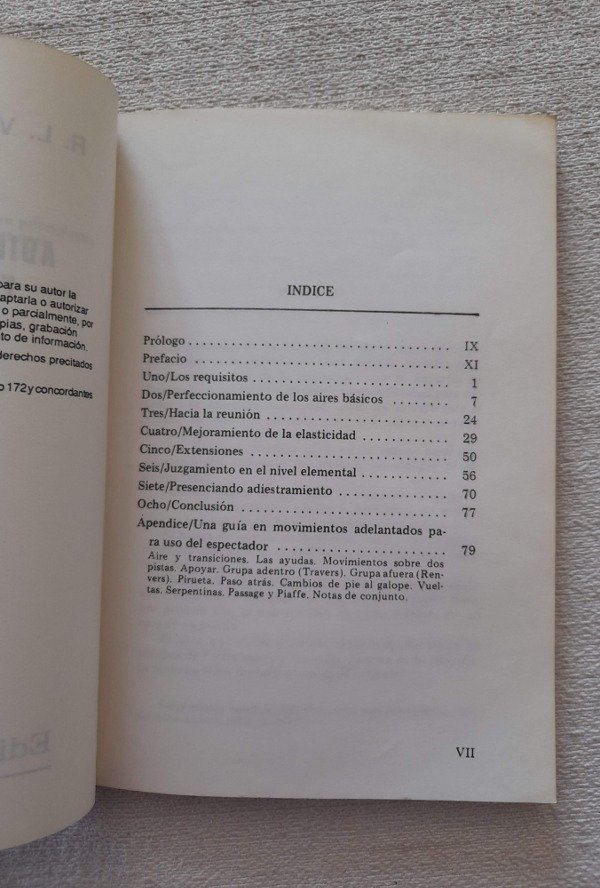 para su autor la
aptarla o autorizar
o parcialmente, por
pias, grabación
to de información.
derechos precitados
172 y concordantes
INDICE
Prólogo . . . . . . . . . . . . . . . . . . . . . . . . . . . . . . . . . IX
Prefacio . . . . . . . . . . . . . . . . . . . . . . . . . . . . . . . . XI
Uno/Los requisitos . . . . . . . . . . . . . . . . . . . . . . . . 1
Dos/Perfeccionamiento de los aires básicos . . . . . . . 7
Tres/Hacia la reunión . . . . . . . . . . . . . . . . . . . . . . 24
Cuatro/Mejoramiento de la elasticidad . . . . . . . . . . 29
Cinco/Extensiones . . . . . . . . . . . . . . . . . . . . . . . . 50
Seis/Juzgamiento en el nivel elemental . . . . . . . . . . 56
Siete/Presenciando adiestramiento . . . . . . . . . . . . . 70
Ocho/Conclusión . . . . . . . . . . . . . . . . . . . . . . . . . 77
Apendice/Una guía en movimientos adelantados pa-
ra uso del espectador . . . . . . . . . . . . . . . . . . . 79
Aire y transiciones. Las ayudas. Movimientos sobre dos
pistas. Apoyar. Grupa adentro (Travers). Grupa afuera (Ren-
vers). Pirueta. Paso atrás. Cambios de pie al galope. Vuel-
tas. Serpentinas. Passage y Piaffe. Notas de conjunto.
VII